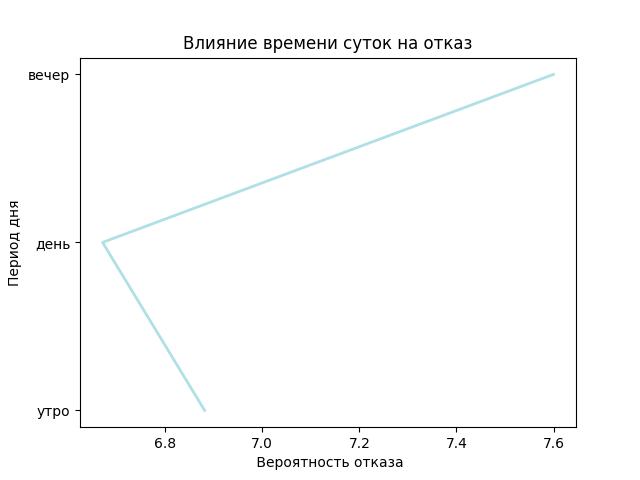 Влияние времени суток на отказ
вечер
день
утро
Период дня
6.8 7.0 7.2 7.4 7.6
Вероятность отказа